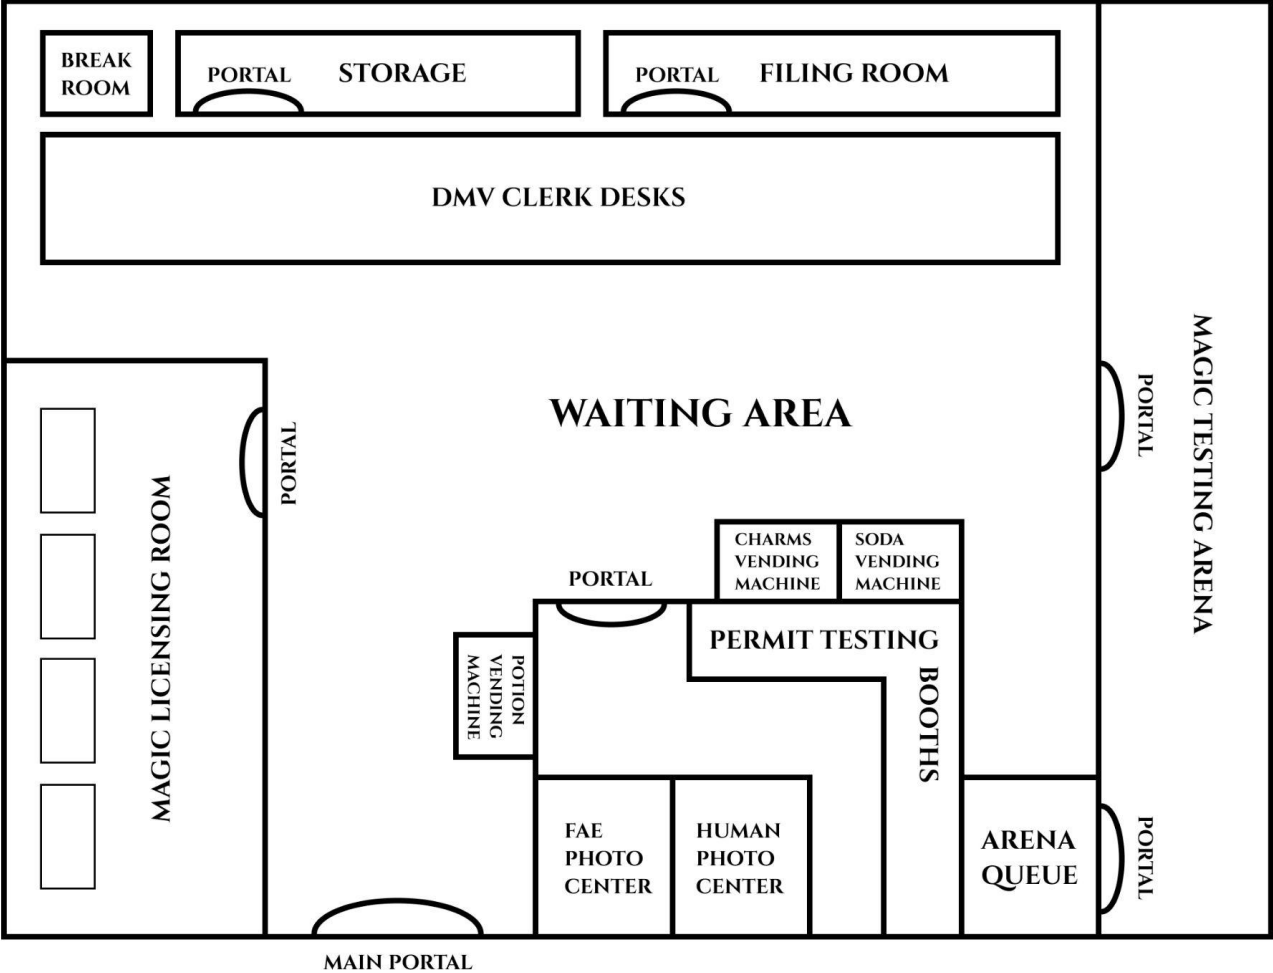 BREAK
ROOM
PORTAL
STORAGE
PORTAL
FILING ROOM
DMV CLERK DESKS
WAITING AREA
PORTAL
MAGIC LICENSING ROOM
PORTAL
MAGIC TESTING ARENA
CHARMS
VENDING
MACHINE
SODA
VENDING
MACHINE
PORTAL
PERMIT TESTING
BOOTHS
POTION
VENDING
MACHINE
FAE
PHOTO
CENTER
HUMAN
PHOTO
CENTER
ARENA
QUEUE
PORTAL
MAIN PORTAL